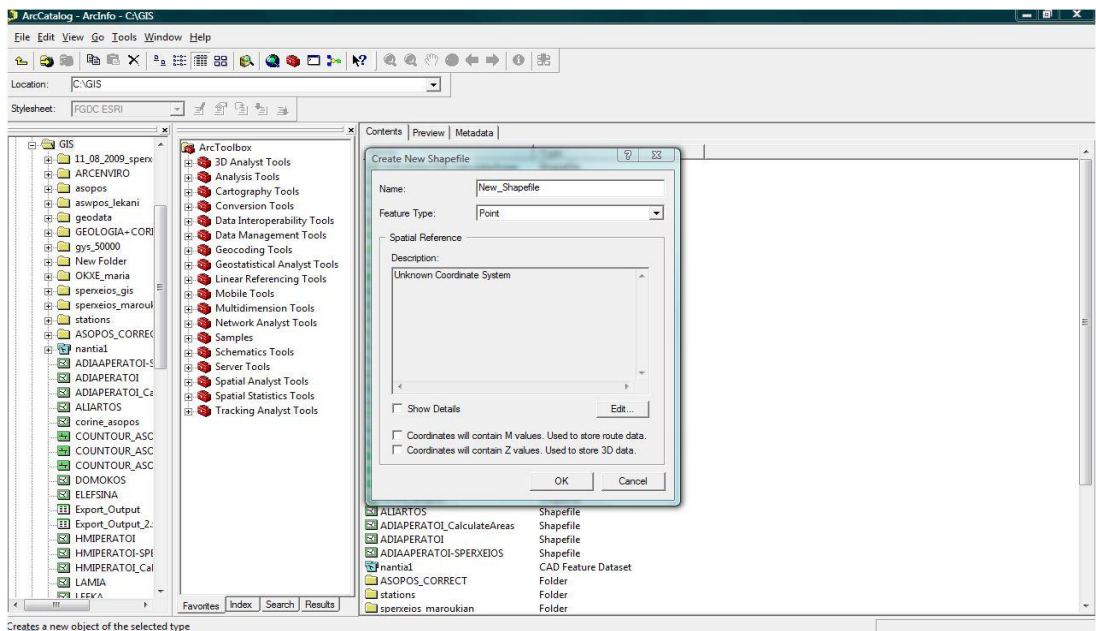 ArcCatalog - ArcInfo - C:\GIS
File Edit View Go Tools Window Help
Location: C:\GIS
Stylesheet: FGDC ESRI
GIS
11_08_2009_sperx
ARCENVIRO
asopos
aswpos_lekani
geodata
GEOLOGIA+CORI
gys_50000
New Folder
OKXE_maria
sperxeios_gis
sperxeios_marouk
stations
ASOPOS_CORREC
nantia1
ADIAAPERATOI-S
ADIAPERATOI
ADIAPERATOI_Ca
ALIARTOS
corine_asopos
COUNTOUR_ASO
COUNTOUR_ASC
COUNTOUR_ASC
DOMOKOS
ELEFSINA
Export_Output
Export_Output_2.
HMIPERATOI
HMIPERATOI-SPE
HMIPERATOI_Cal
LAMIA
LEEKA
ArcToolbox
3D Analyst Tools
Analysis Tools
Cartography Tools
Conversion Tools
Data Interoperability Tools
Data Management Tools
Geocoding Tools
Geostatistical Analyst Tools
Linear Referencing Tools
Mobile Tools
Multidimension Tools
Network Analyst Tools
Samples
Schematics Tools
Server Tools
Spatial Analyst Tools
Spatial Statistics Tools
Tracking Analyst Tools
Favorites Index Search Results
Contents Preview Metadata
Create New Shapefile
Name: New_Shapefile
Feature Type: Point
Spatial Reference
Description:
Unknown Coordinate System
Show Details Edit...
Coordinates will contain M values. Used to store route data.
Coordinates will contain Z values. Used to store 3D data.
OK Cancel
ALIARTOS Shapefile
ADIAPERATOI_CalculateAreas Shapefile
ADIAPERATOI Shapefile
ADIAAPERATOI-SPERXEIOS Shapefile
nantia1 CAD Feature Dataset
ASOPOS_CORRECT Folder
stations Folder
sperxeios_maroukian Folder
Creates a new object of the selected type